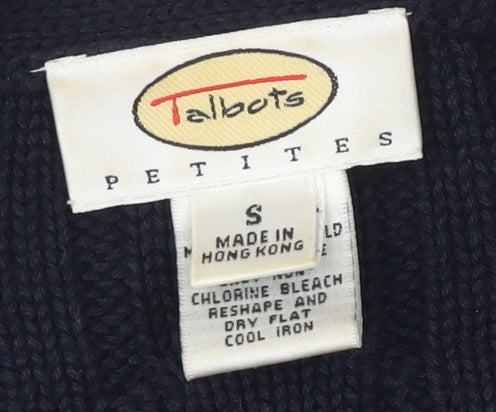 Talbots
PETITES
S
MADE IN
HONG KONG
CHLORINE BLEACH
RESHAPE AND
DRY FLAT
COOL IRON